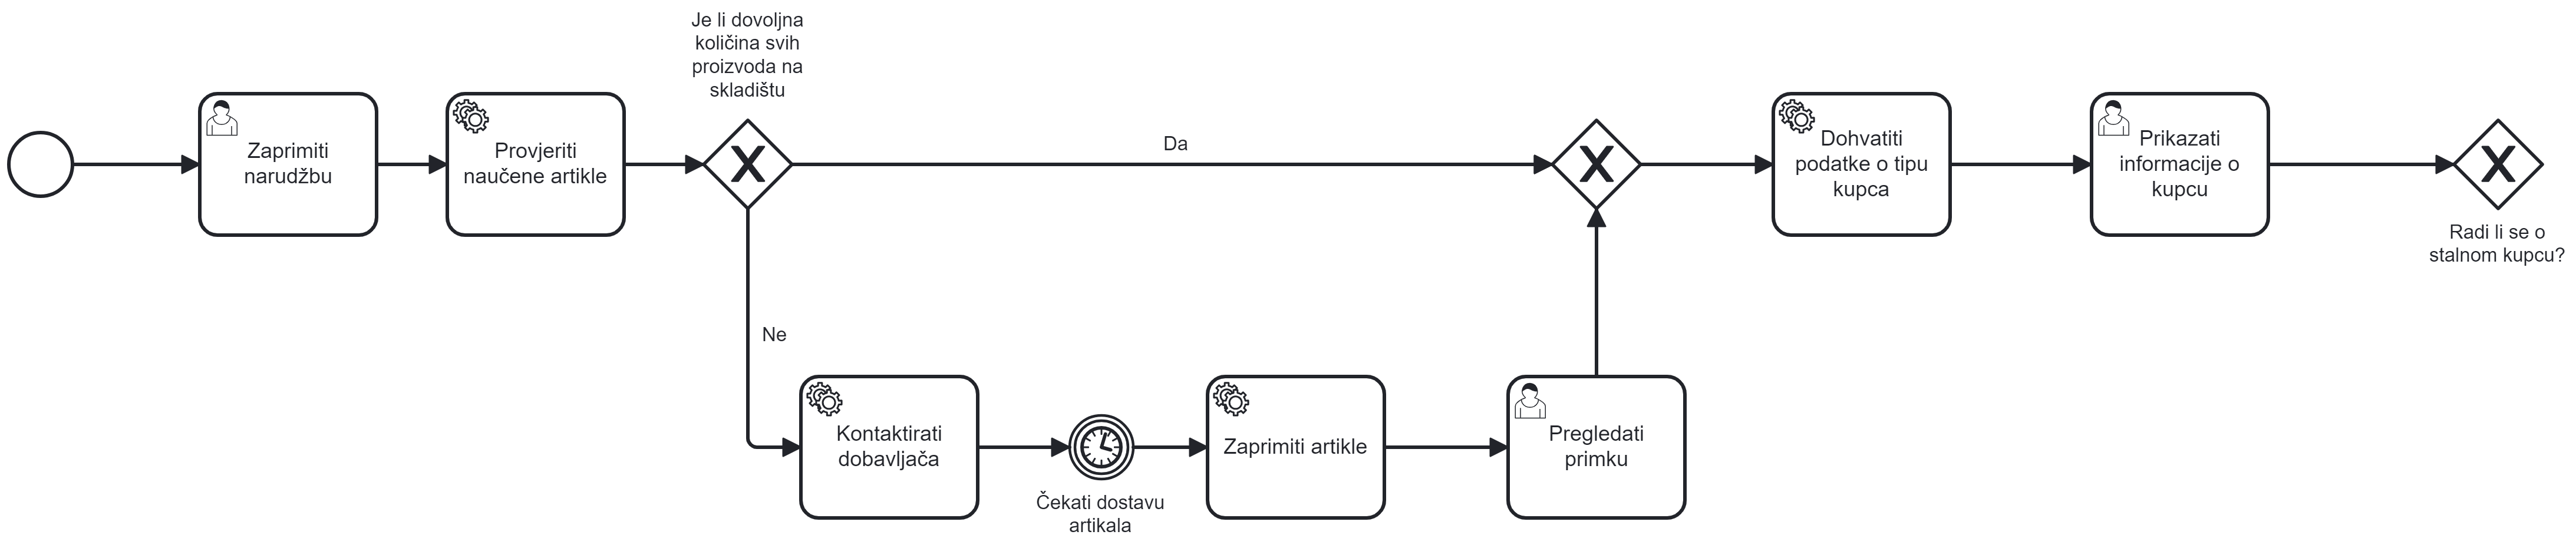 Je li dovoljna
količina svih
proizvoda na
skladištu
Zaprimiti
narudžbu
Provjeriti
naučene artikle
Da
Dohvatiti
podatke o tipu
kupca
Prikazati
informacije o
kupcu
Radi li se o
stalnom kupcu?
Ne
Kontaktirati
dobavljača
Čekati dostavu
artikala
Zaprimiti artikle
Pregledati
primku